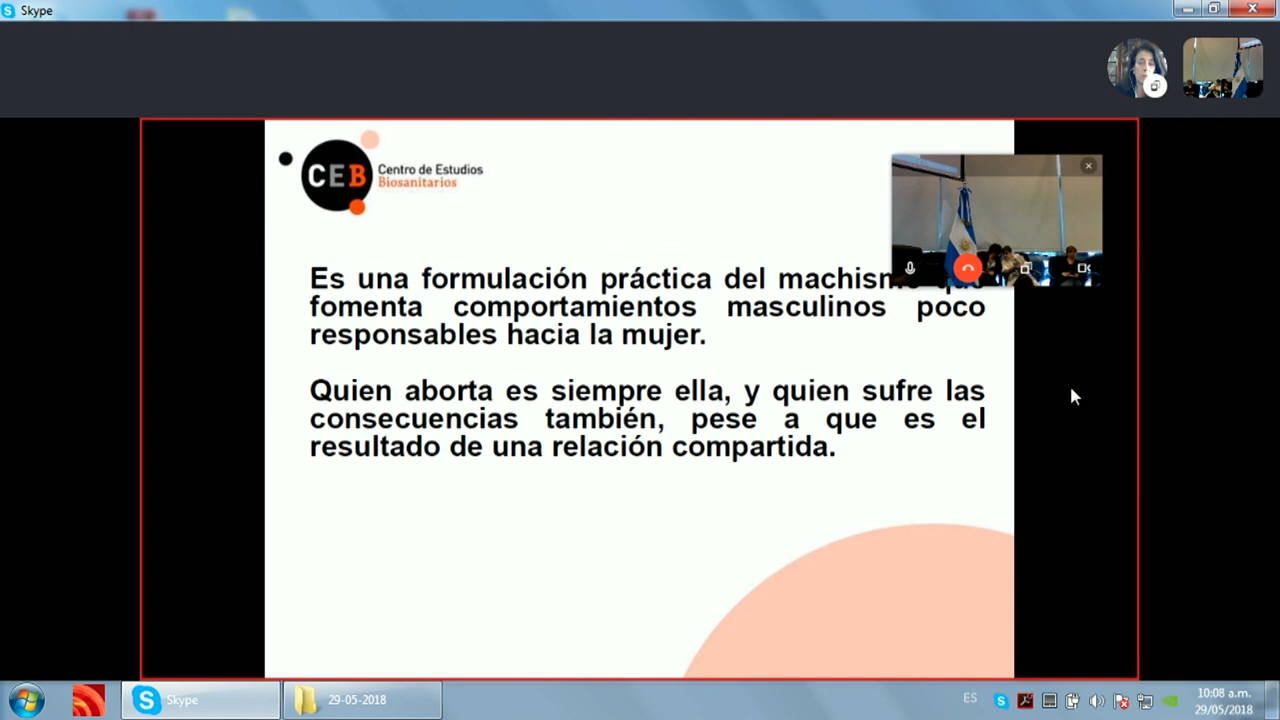 Skype
CEB
Centro de Estudios
Biosanitarios
Es una formulación práctica del machismo que
fomenta comportamientos masculinos poco
responsables hacia la mujer.
Quien aborta es siempre ella, y quien sufre las
consecuencias también, pese a que es el
resultado de una relación compartida.
Skype
29-05-2018
ES
10:08 a.m.
29/05/2018